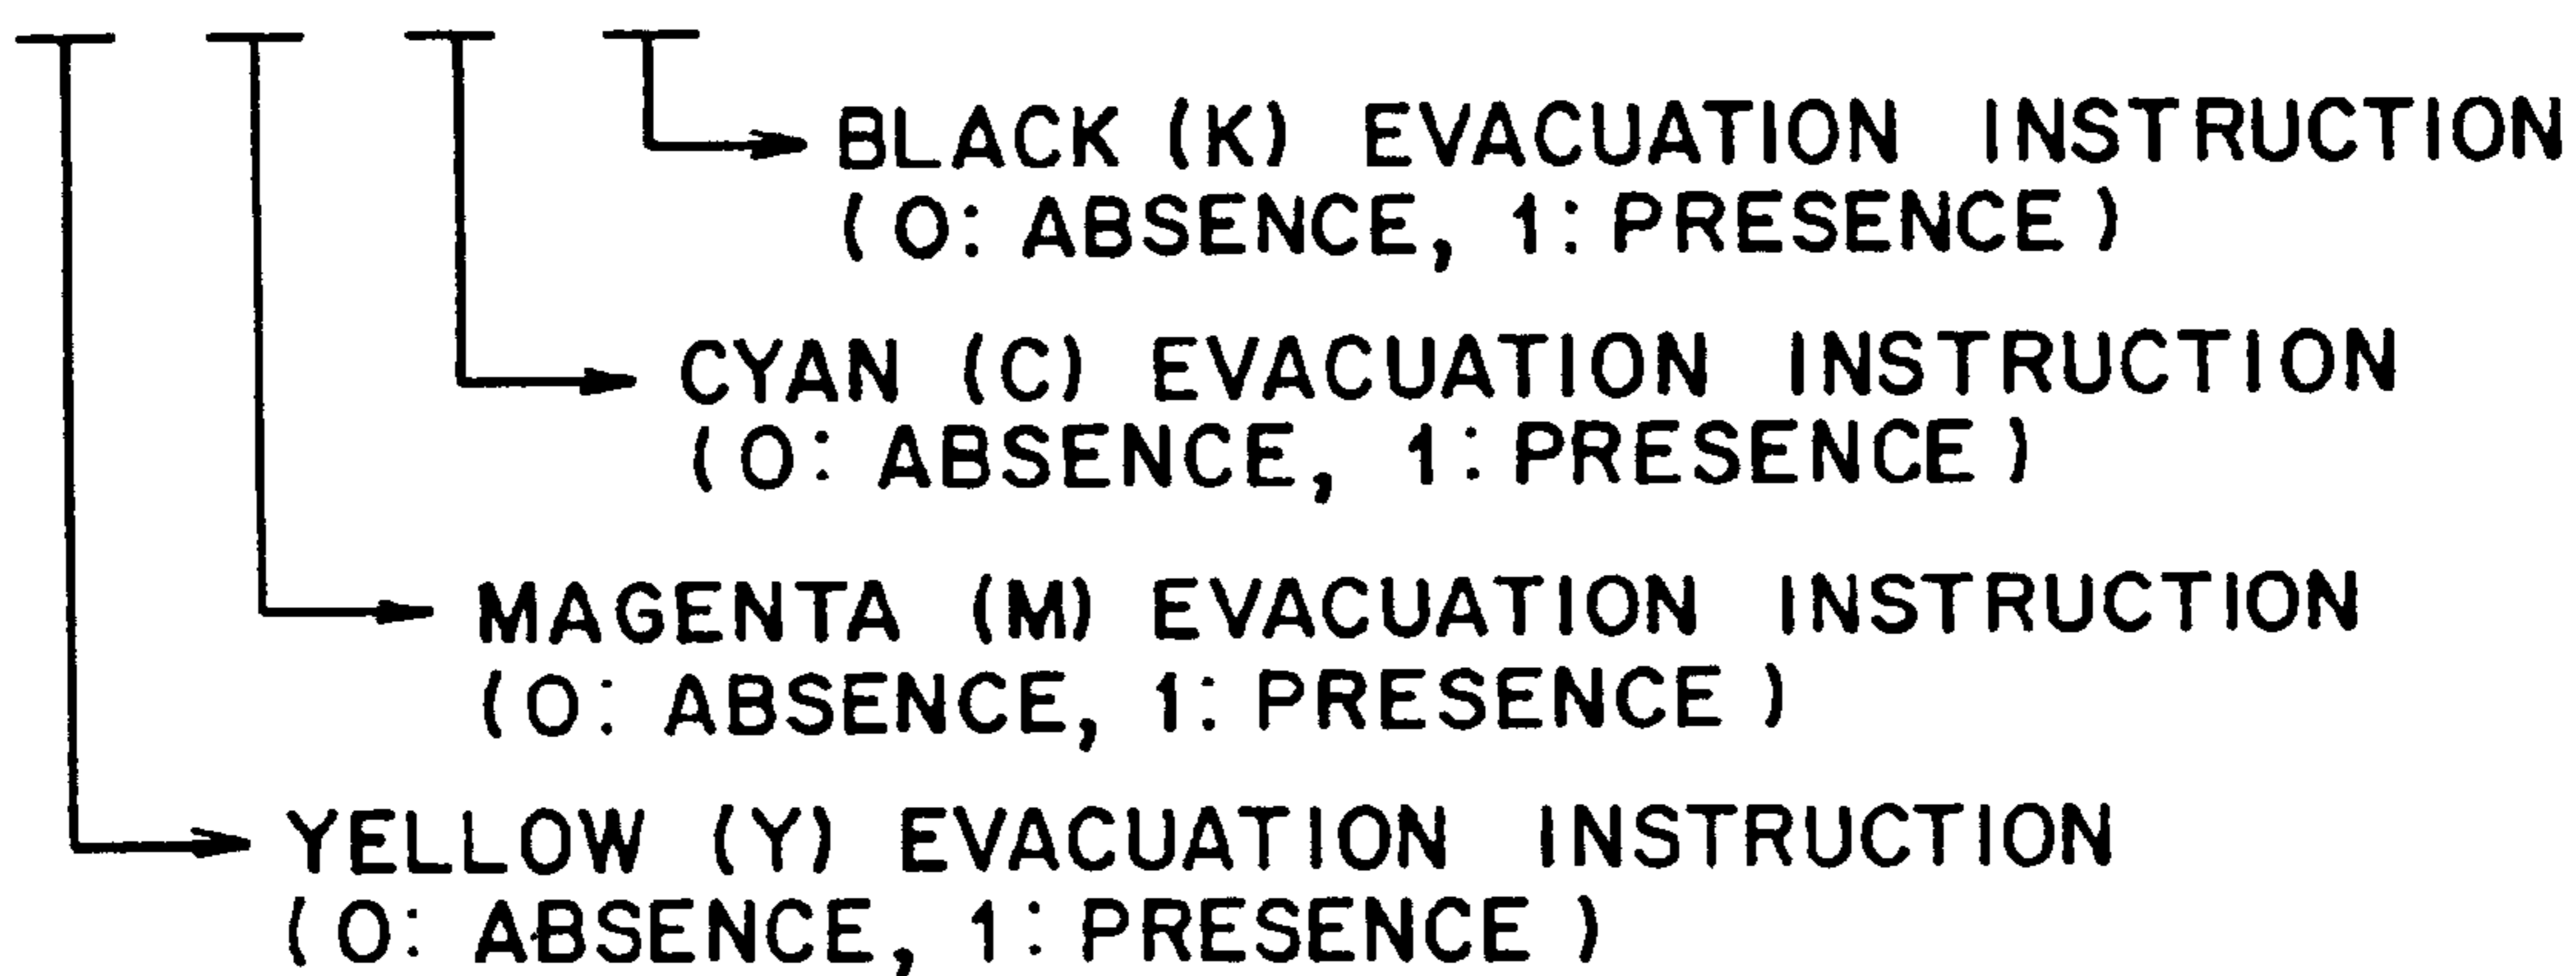 BLACK (K) EVACUATION INSTRUCTION
(0: ABSENCE, 1: PRESENCE)
CYAN (C) EVACUATION INSTRUCTION
(0: ABSENCE, 1: PRESENCE)
MAGENTA (M) EVACUATION INSTRUCTION
(0: ABSENCE, 1: PRESENCE)
YELLOW (Y) EVACUATION INSTRUCTION
(0: ABSENCE, 1: PRESENCE)